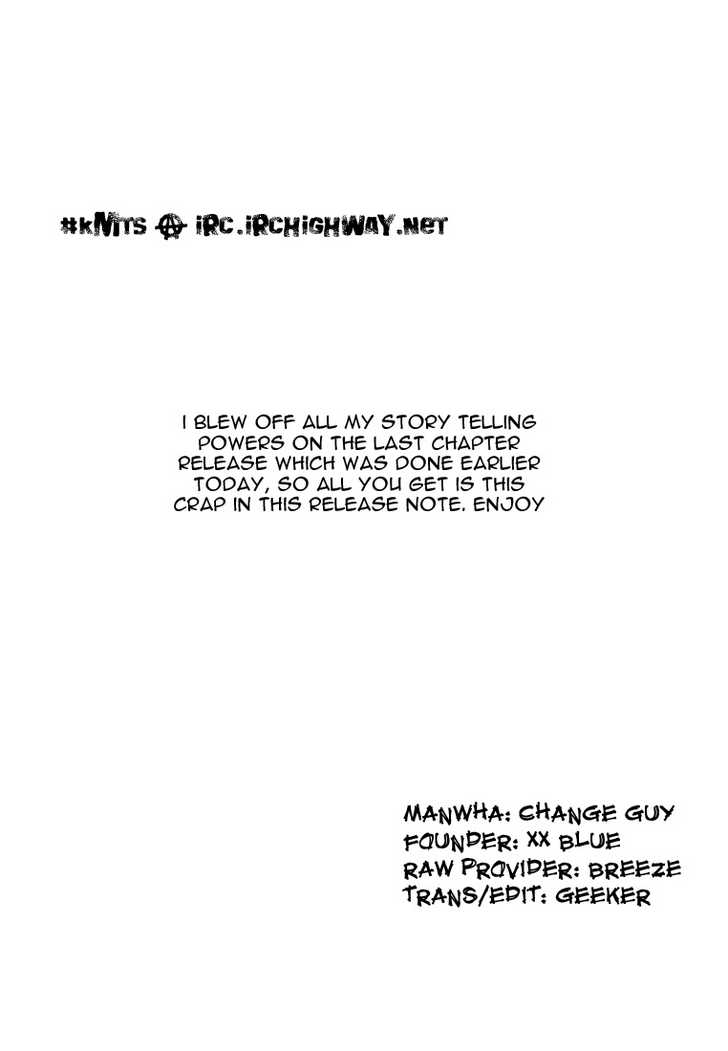 #KMTS @ IRC.IRCHIGHWAY.NET
I BLEW OFF ALL MY STORY TELLING
POWERS ON THE LAST CHAPTER
RELEASE WHICH WAS DONE EARLIER
TODAY, SO ALL YOU GET IS THIS
CRAP IN THIS RELEASE NOTE. ENJOY
MANWHA: CHANGE GUY
FOUNDER: XX BLUE
RAW PROVIDER: BREEZE
TRANS/EDIT: GEEKER